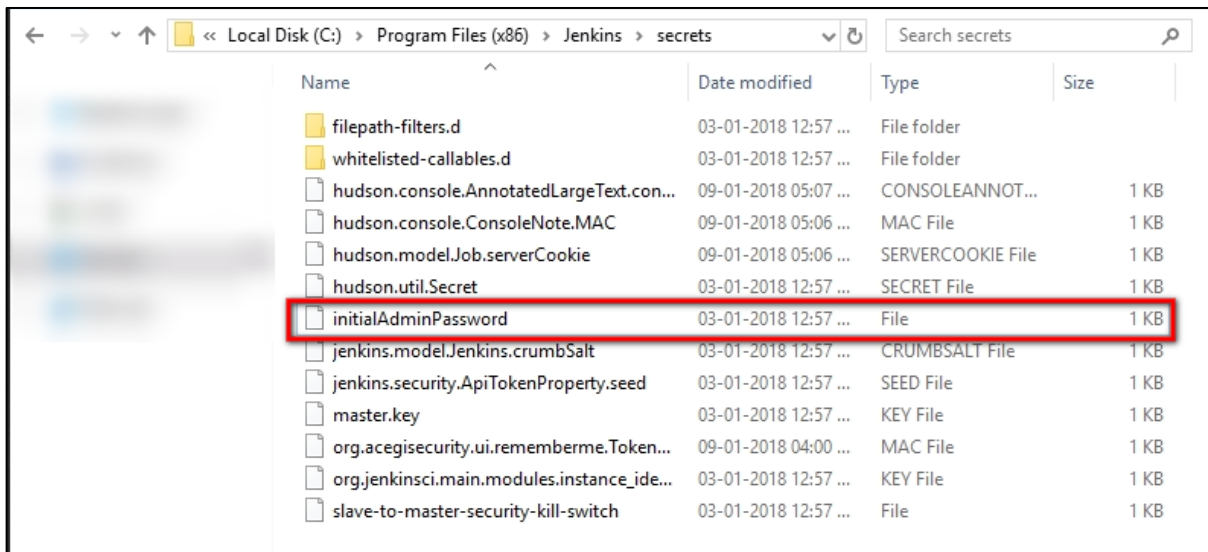 « Local Disk (C:) > Program Files (x86) > Jenkins > secrets Search secrets
Name Date modified Type Size
filepath-filters.d 03-01-2018 12:57 ... File folder
whitelisted-callables.d 03-01-2018 12:57 ... File folder
hudson.console.AnnotatedLargeText.con... 09-01-2018 05:07 ... CONSOLEANNOT... 1 KB
hudson.console.ConsoleNote.MAC 09-01-2018 05:06 ... MAC File 1 KB
hudson.model.Job.serverCookie 09-01-2018 05:06 ... SERVERCOOKIE File 1 KB
hudson.util.Secret 03-01-2018 12:57 ... SECRET File 1 KB
initialAdminPassword 03-01-2018 12:57 ... File 1 KB
jenkins.model.Jenkins.crumbSalt 03-01-2018 12:57 ... CRUMBSALT File 1 KB
jenkins.security.ApiTokenProperty.seed 03-01-2018 12:57 ... SEED File 1 KB
master.key 03-01-2018 12:57 ... KEY File 1 KB
org.acegisecurity.ui.rememberme.Token... 09-01-2018 04:00 ... MAC File 1 KB
org.jenkinsci.main.modules.instance_ide... 03-01-2018 12:57 ... KEY File 1 KB
slave-to-master-security-kill-switch 03-01-2018 12:57 ... File 1 KB